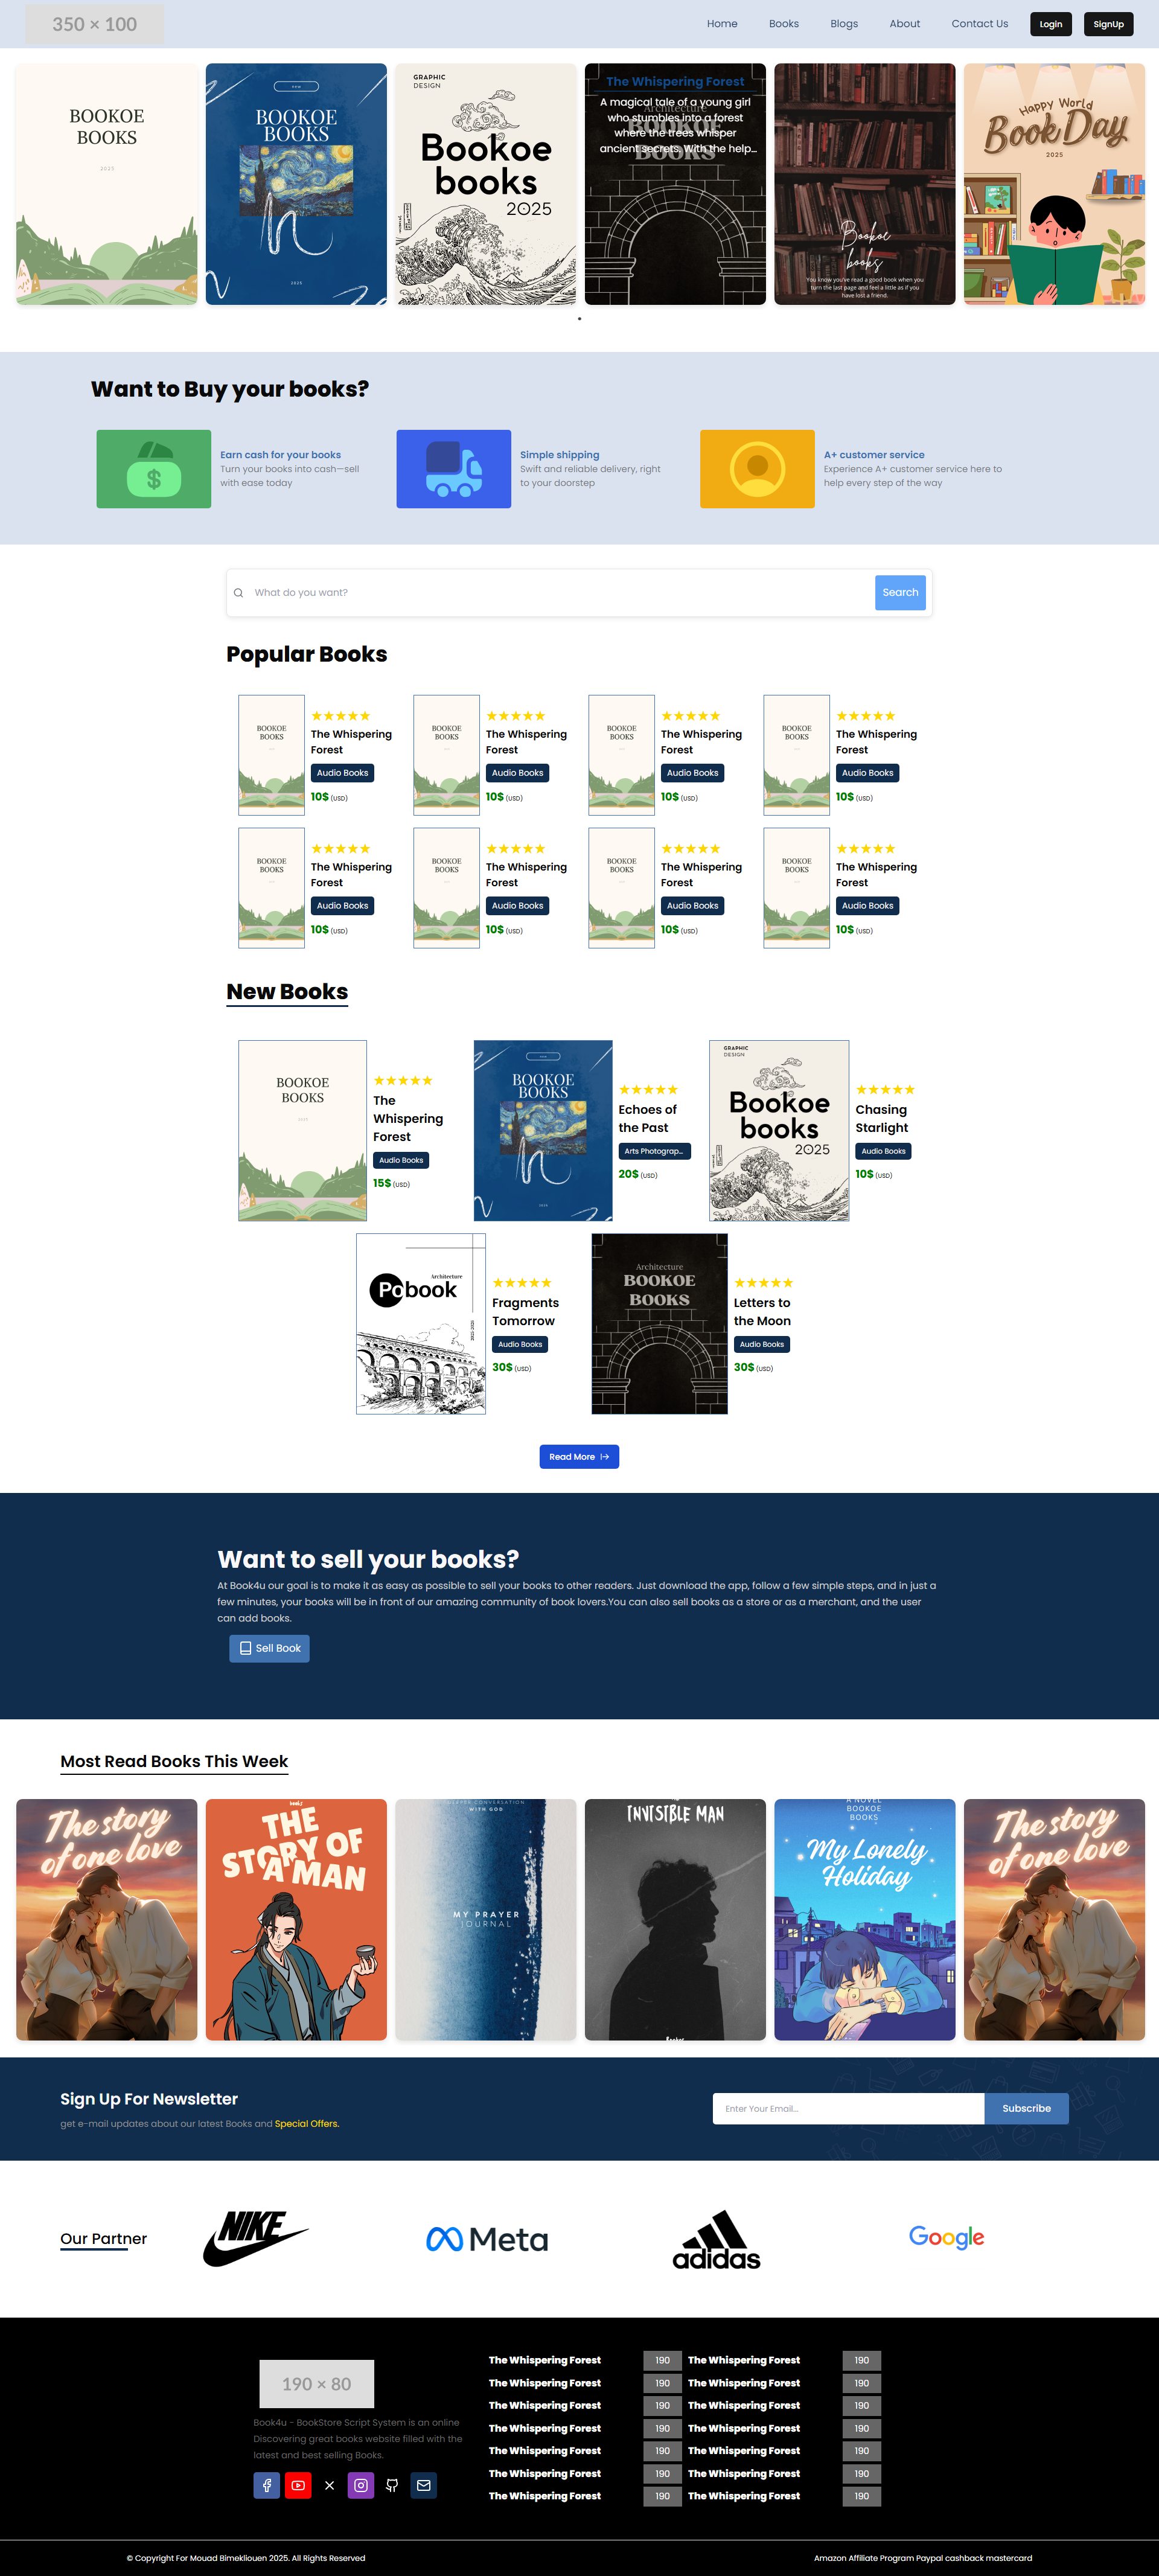 350 × 100
Home
Books
Blogs
About
Contact Us
Login
SignUp
BOOKOE
BOOKS
2025
BOOKOE
BOOKS
2025
GRAPHIC
DESIGN
Bookoe
books
2025
The Whispering Forest
A magical tale of a young girl
who stumbles into a forest
where the trees whisper
ancient secrets. With the help...
Architecture
BOOKOE
BOOKS
Bookoe
books
You know you've read a good book when you
turn the last page and feel a little as if you
have lost a friend.
Happy World
Book Day
2025
Want to Buy your books?
Earn cash for your books
Turn your books into cash—sell
with ease today
Simple shipping
Swift and reliable delivery, right
to your doorstep
A+ customer service
Experience A+ customer service here to
help every step of the way
What do you want?
Search
Popular Books
BOOKOE
BOOKS
The Whispering
Forest
Audio Books
10$ (USD)
BOOKOE
BOOKS
The Whispering
Forest
Audio Books
10$ (USD)
BOOKOE
BOOKS
The Whispering
Forest
Audio Books
10$ (USD)
BOOKOE
BOOKS
The Whispering
Forest
Audio Books
10$ (USD)
BOOKOE
BOOKS
The Whispering
Forest
Audio Books
10$ (USD)
BOOKOE
BOOKS
The Whispering
Forest
Audio Books
10$ (USD)
BOOKOE
BOOKS
The Whispering
Forest
Audio Books
10$ (USD)
BOOKOE
BOOKS
The Whispering
Forest
Audio Books
10$ (USD)
New Books
BOOKOE
BOOKS
2025
The
Whispering
Forest
Audio Books
15$ (USD)
BOOKOE
BOOKS
2025
Echoes of
the Past
Arts Photograp...
20$ (USD)
GRAPHIC
DESIGN
Bookoe
books
2025
Chasing
Starlight
Audio Books
10$ (USD)
Architecture
Pobook
Fragments
Tomorrow
Audio Books
30$ (USD)
Architecture
BOOKOE
BOOKS
Letters to
the Moon
Audio Books
30$ (USD)
Read More
Want to sell your books?
At Book4u our goal is to make it as easy as possible to sell your books to other readers. Just download the app, follow a few simple steps, and in just a
few minutes, your books will be in front of our amazing community of book lovers.You can also sell books as a store or as a merchant, and the user
can add books.
Sell Book
Most Read Books This Week
The story
of one love
THE
STORY OF
A MAN
WITH GOD
MY PRAYER
JOURNAL
INVISIBLE MAN
A NOVEL
BOOKOE
BOOKS
My Lonely
Holiday
The story
of one love
Sign Up For Newsletter
get e-mail updates about our latest Books and Special Offers.
Enter Your Email...
Subscribe
Our Partner
NIKE
Meta
adidas
Google
190 × 80
Book4u - BookStore Script System is an online
Discovering great books website filled with the
latest and best selling Books.
The Whispering Forest 190 The Whispering Forest 190
The Whispering Forest 190 The Whispering Forest 190
The Whispering Forest 190 The Whispering Forest 190
The Whispering Forest 190 The Whispering Forest 190
The Whispering Forest 190 The Whispering Forest 190
The Whispering Forest 190 The Whispering Forest 190
The Whispering Forest 190 The Whispering Forest 190
© Copyright For Mouad Bimekliouen 2025. All Rights Reserved
Amazon Affiliate Program Paypal cashback mastercard